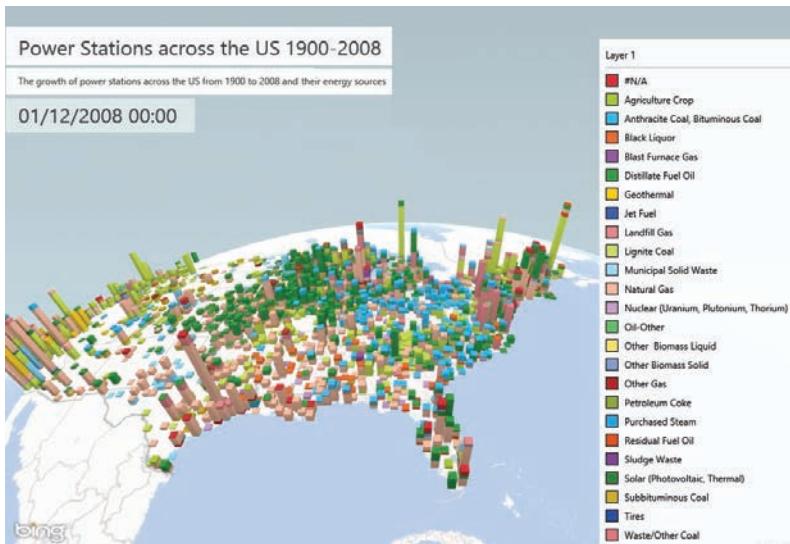 Power Stations across the US 1900-2008
The growth of power stations across the US from 1900 to 2008 and their energy sources
01/12/2008 00:00
Layer 1
#N/A
Agriculture Crop
Anthracite Coal, Bituminous Coal
Black Liquor
Blast Furnace Gas
Distillate Fuel Oil
Geothermal
Jet Fuel
Landfill Gas
Lignite Coal
Municipal Solid Waste
Natural Gas
Nuclear (Uranium, Plutonium, Thorium)
Oil-Other
Other Biomass Liquid
Other Biomass Solid
Other Gas
Petroleum Coke
Purchased Steam
Residual Fuel Oil
Sludge Waste
Solar (Photovoltaic, Thermal)
Subbituminous Coal
Tires
Waste/Other Coal
bing